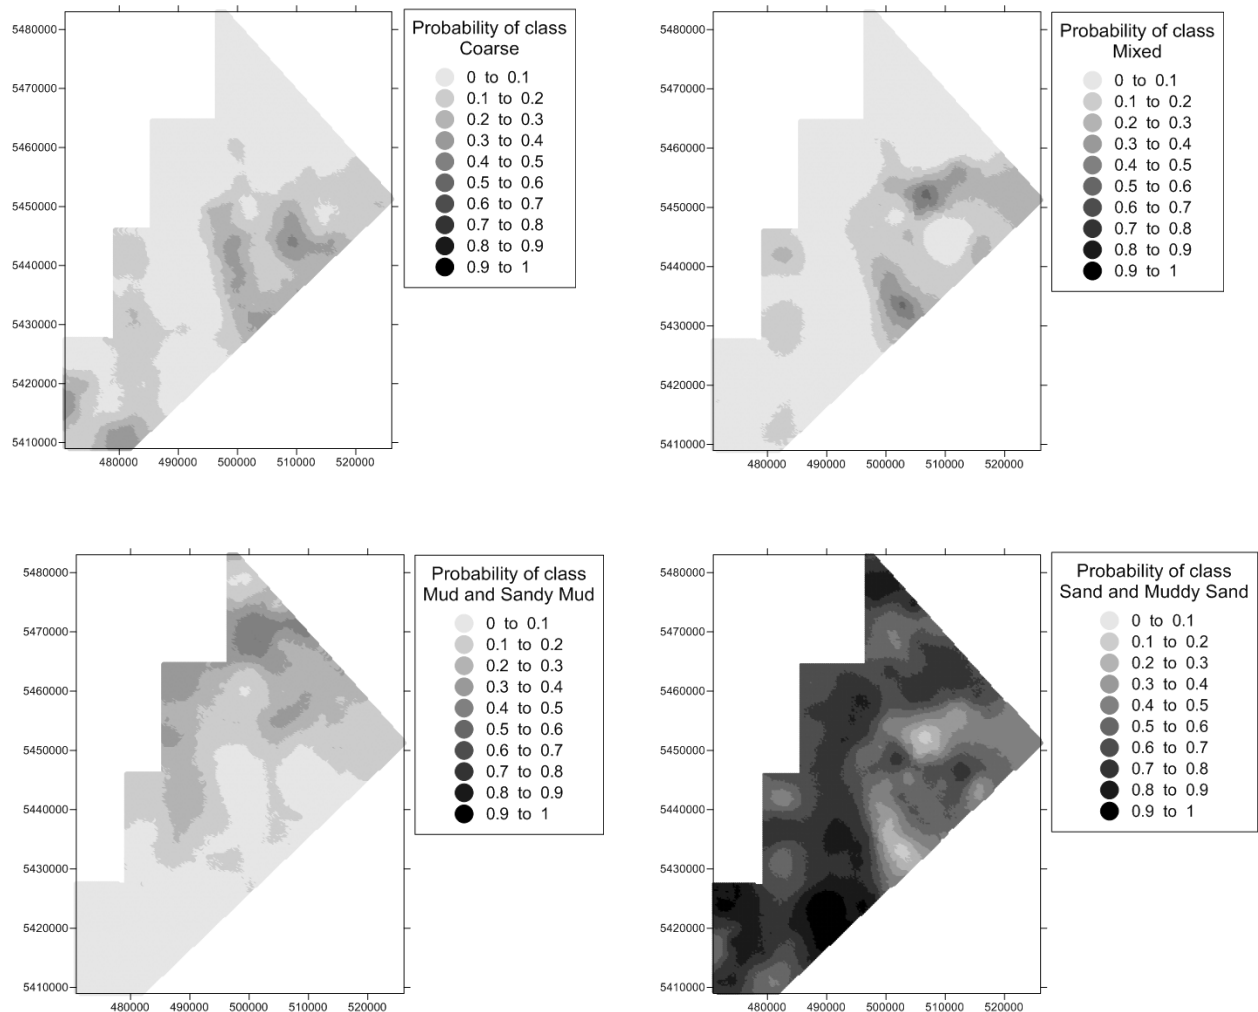 5480000
5470000
5460000
5450000
5440000
5430000
5420000
5410000
480000 490000 500000 510000 520000
Probability of class
Coarse
0 to 0.1
0.1 to 0.2
0.2 to 0.3
0.3 to 0.4
0.4 to 0.5
0.5 to 0.6
0.6 to 0.7
0.7 to 0.8
0.8 to 0.9
0.9 to 1
5480000
5470000
5460000
5450000
5440000
5430000
5420000
5410000
480000 490000 500000 510000 520000
Probability of class
Mixed
0 to 0.1
0.1 to 0.2
0.2 to 0.3
0.3 to 0.4
0.4 to 0.5
0.5 to 0.6
0.6 to 0.7
0.7 to 0.8
0.8 to 0.9
0.9 to 1
5480000
5470000
5460000
5450000
5440000
5430000
5420000
5410000
480000 490000 500000 510000 520000
Probability of class
Mud and Sandy Mud
0 to 0.1
0.1 to 0.2
0.2 to 0.3
0.3 to 0.4
0.4 to 0.5
0.5 to 0.6
0.6 to 0.7
0.7 to 0.8
0.8 to 0.9
0.9 to 1
5480000
5470000
5460000
5450000
5440000
5430000
5420000
5410000
480000 490000 500000 510000 520000
Probability of class
Sand and Muddy Sand
0 to 0.1
0.1 to 0.2
0.2 to 0.3
0.3 to 0.4
0.4 to 0.5
0.5 to 0.6
0.6 to 0.7
0.7 to 0.8
0.8 to 0.9
0.9 to 1